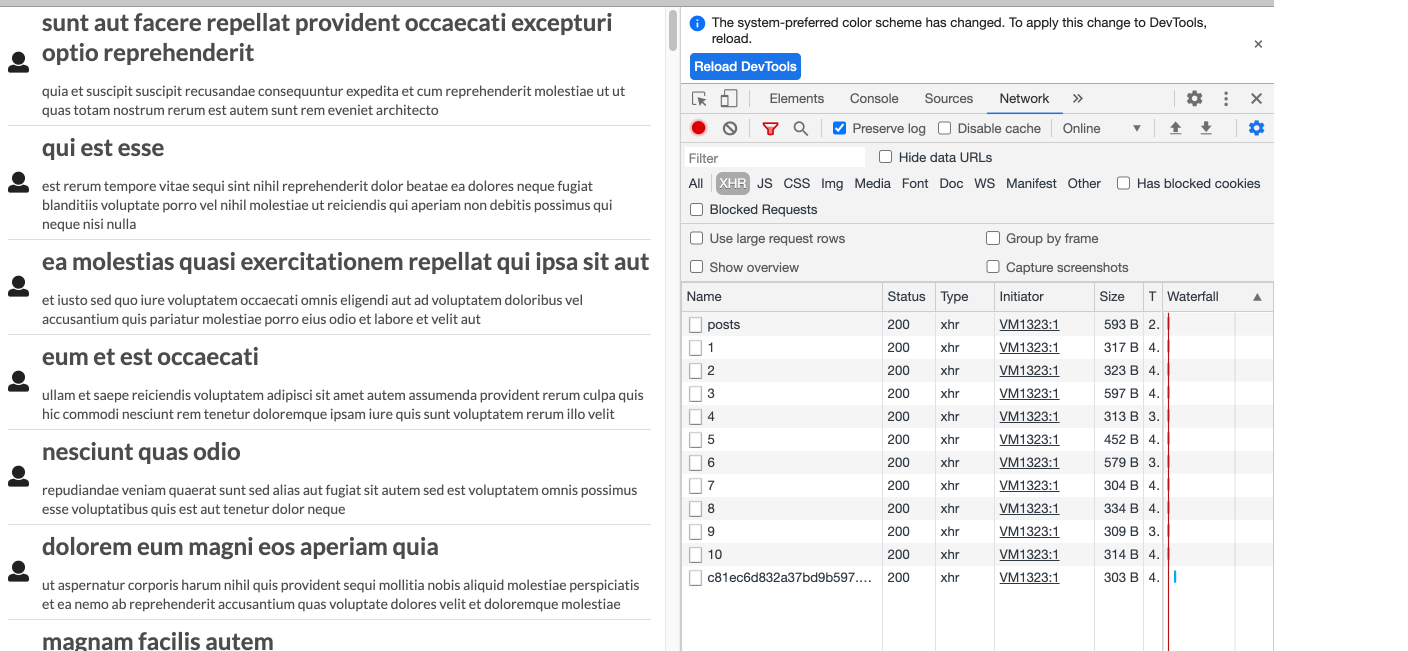 sunt aut facere repellat provident occaecati excepturi
optio reprehenderit
quia et suscipit suscipit recusandae consequuntur expedita et cum reprehenderit molestiae ut ut
quas totam nostrum rerum est autem sunt rem eveniet architecto
qui est esse
est rerum tempore vitae sequi sint nihil reprehenderit dolor beatae ea dolores neque fugiat
blanditiis voluptate porro vel nihil molestiae ut reiciendis qui aperiam non debitis possimus qui
neque nisi nulla
ea molestias quasi exercitationem repellat qui ipsa sit aut
et iusto sed quo iure voluptatem occaecati omnis eligendi aut ad voluptatem doloribus vel
accusantium quis pariatur molestiae porro eius odio et labore et velit aut
eum et est occaecati
ullam et saepe reiciendis voluptatem adipisci sit amet autem assumenda provident rerum culpa quis
hic commodi nesciunt rem tenetur doloremque ipsam iure quis sunt voluptatem rerum illo velit
nesciunt quas odio
repudiandae veniam quaerat sunt sed alias aut fugiat sit autem sed est voluptatem omnis possimus
esse voluptatibus quis est aut tenetur dolor neque
dolorem eum magni eos aperiam quia
ut aspernatur corporis harum nihil quis provident sequi mollitia nobis aliquid molestiae perspiciatis
et ea nemo ab reprehenderit accusantium quas voluptate dolores velit et doloremque molestiae
magnam facilis autem
The system-preferred color scheme has changed. To apply this change to DevTools,
reload.
Reload DevTools
Elements Console Sources Network
Preserve log Disable cache Online
Filter Hide data URLs
All XHR JS CSS Img Media Font Doc WS Manifest Other Has blocked cookies
Blocked Requests
Use large request rows Group by frame
Show overview Capture screenshots
Name Status Type Initiator Size T Waterfall
posts 200 xhr VM1323:1 593 B 2.
1 200 xhr VM1323:1 317 B 4.
2 200 xhr VM1323:1 323 B 4.
3 200 xhr VM1323:1 597 B 4.
4 200 xhr VM1323:1 313 B 3.
5 200 xhr VM1323:1 452 B 4.
6 200 xhr VM1323:1 579 B 3.
7 200 xhr VM1323:1 304 B 4.
8 200 xhr VM1323:1 334 B 4.
9 200 xhr VM1323:1 309 B 3.
10 200 xhr VM1323:1 314 B 4.
c81ec6d832a37bd9b597.... 200 xhr VM1323:1 303 B 4.